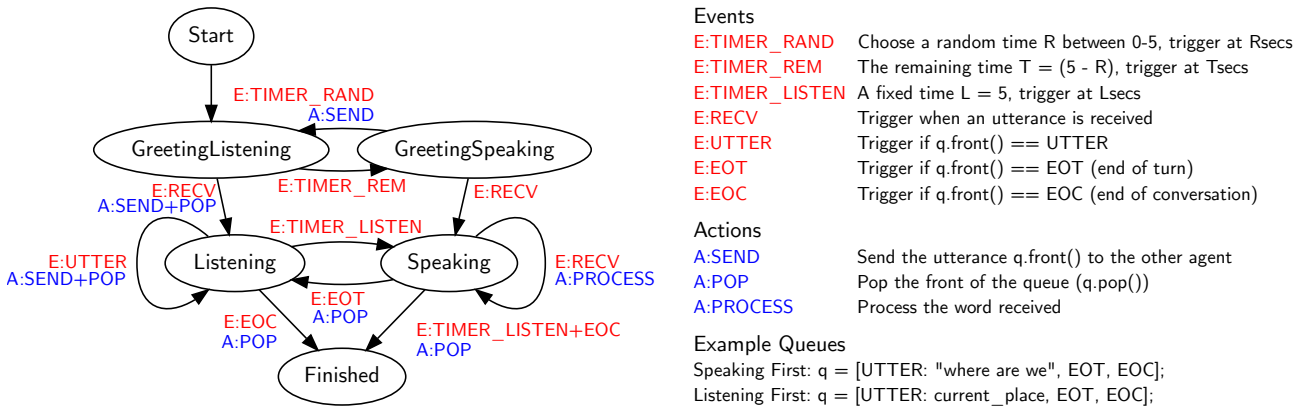 Start
E:TIMER_RAND
A:SEND
GreetingListening
GreetingSpeaking
E:TIMER_REM
E:RECV
A:SEND+POP
E:RECV
E:TIMER_LISTEN
E:UTTER
A:SEND+POP
Listening
Speaking
E:RECV
A:PROCESS
E:EOT
A:POP
E:EOC
A:POP
E:TIMER_LISTEN+EOC
A:POP
Finished
Events
E:TIMER_RAND Choose a random time R between 0-5, trigger at Rsecs
E:TIMER_REM The remaining time T = (5 - R), trigger at Tsecs
E:TIMER_LISTEN A fixed time L = 5, trigger at Lsecs
E:RECV Trigger when an utterance is received
E:UTTER Trigger if q.front() == UTTER
E:EOT Trigger if q.front() == EOT (end of turn)
E:EOC Trigger if q.front() == EOC (end of conversation)
Actions
A:SEND Send the utterance q.front() to the other agent
A:POP Pop the front of the queue (q.pop())
A:PROCESS Process the word received
Example Queues
Speaking First: q = [UTTER: "where are we", EOT, EOC];
Listening First: q = [UTTER: current_place, EOT, EOC];